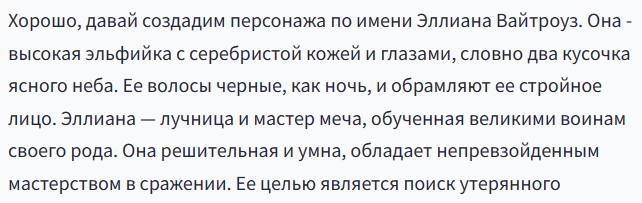 Хорошо, давай создадим персонажа по имени Эллиана Вайтроуз. Она -
высокая эльфийка с серебристой кожей и глазами, словно два кусочка
ясного неба. Ее волосы черные, как ночь, и обрамляют ее стройное
лицо. Эллиана — лучница и мастер меча, обученная великими воинам
своего рода. Она решительная и умна, обладает непревзойденным
мастерством в сражении. Ее целью является поиск утерянного